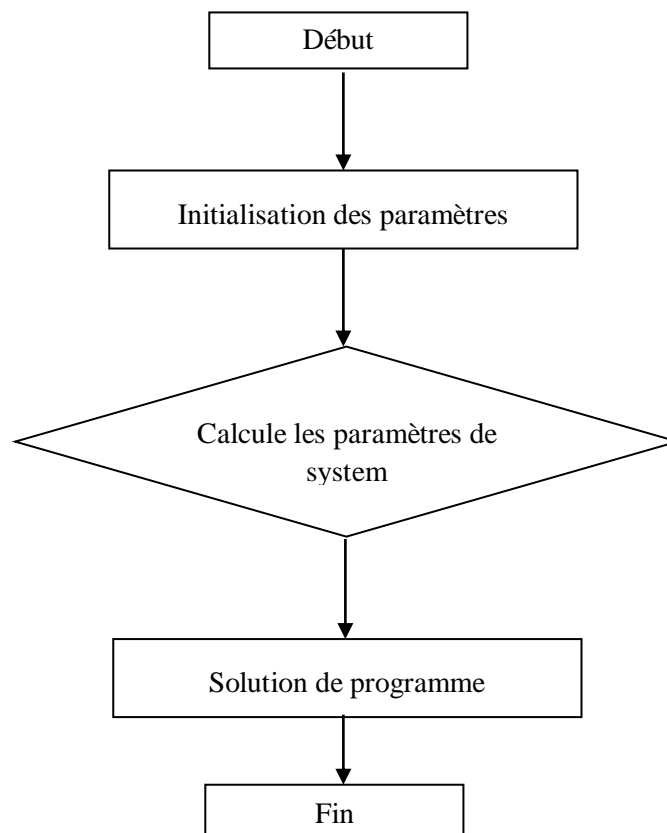 Début
Initialisation des paramètres
Calcule les paramètres de
system
Solution de programme
Fin